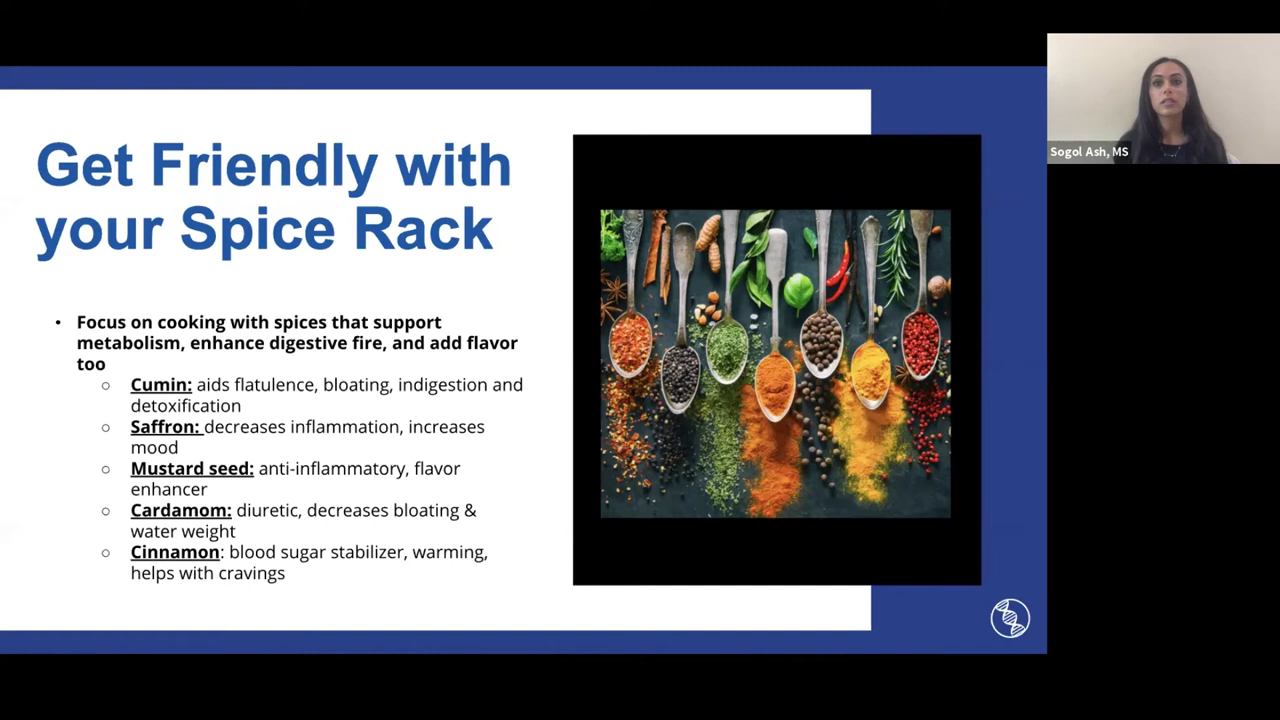 Get Friendly with
your Spice Rack
• Focus on cooking with spices that support
metabolism, enhance digestive fire, and add flavor
too
○ Cumin: aids flatulence, bloating, indigestion and
detoxification
○ Saffron: decreases inflammation, increases
mood
○ Mustard seed: anti-inflammatory, flavor
enhancer
○ Cardamom: diuretic, decreases bloating &
water weight
○ Cinnamon: blood sugar stabilizer, warming,
helps with cravings
Sogol Ash, MS